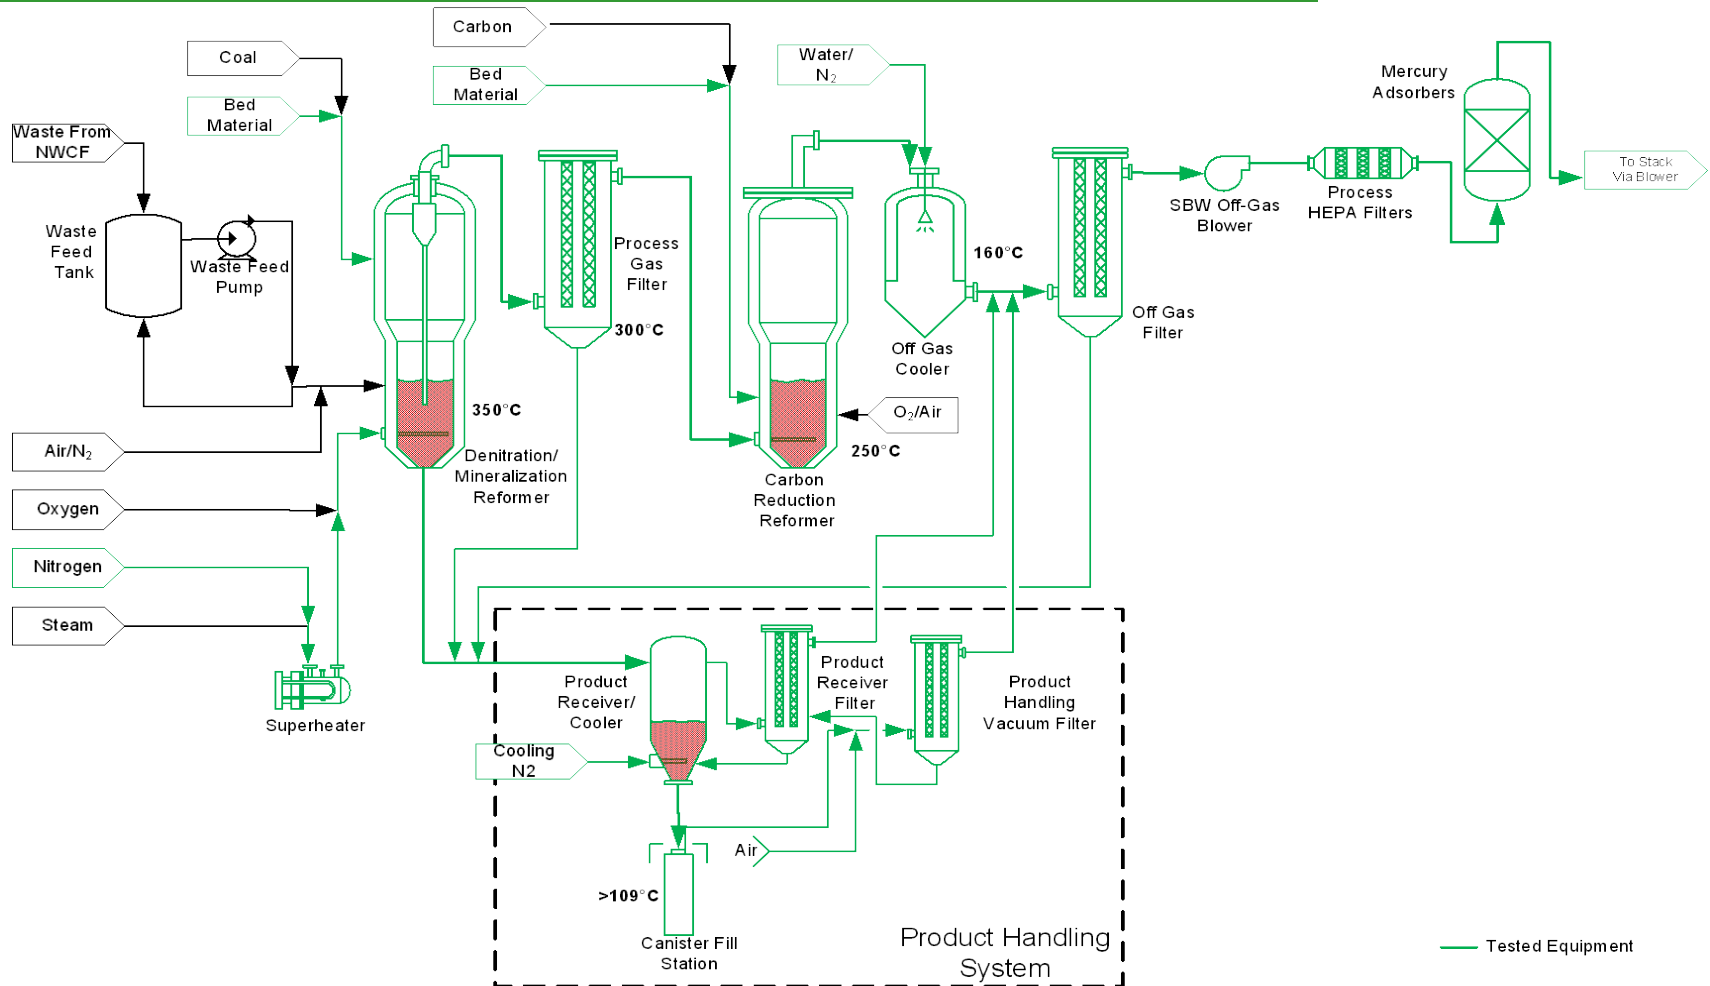 Carbon
Coal
Bed
Material
Water/
N₂
Mercury
Adsorbers
Bed
Material
Waste From
NWCF
To Stack
Via Blower
Process
HEPA Filters
SBW Off-Gas
Blower
Waste
Feed
Tank
Waste Feed
Pump
Process
Gas
Filter
300°C
160°C
Off Gas
Filter
Off Gas
Cooler
350°C
O₂/Air
250°C
Air/N₂
Denitration/
Mineralization
Reformer
Carbon
Reduction
Reformer
Oxygen
Nitrogen
Steam
Superheater
Product
Receiver/
Cooler
Product
Receiver
Filter
Product
Handling
Vacuum Filter
Cooling
N2
Air
>109°C
Canister Fill
Station
Product Handling
System
Tested Equipment